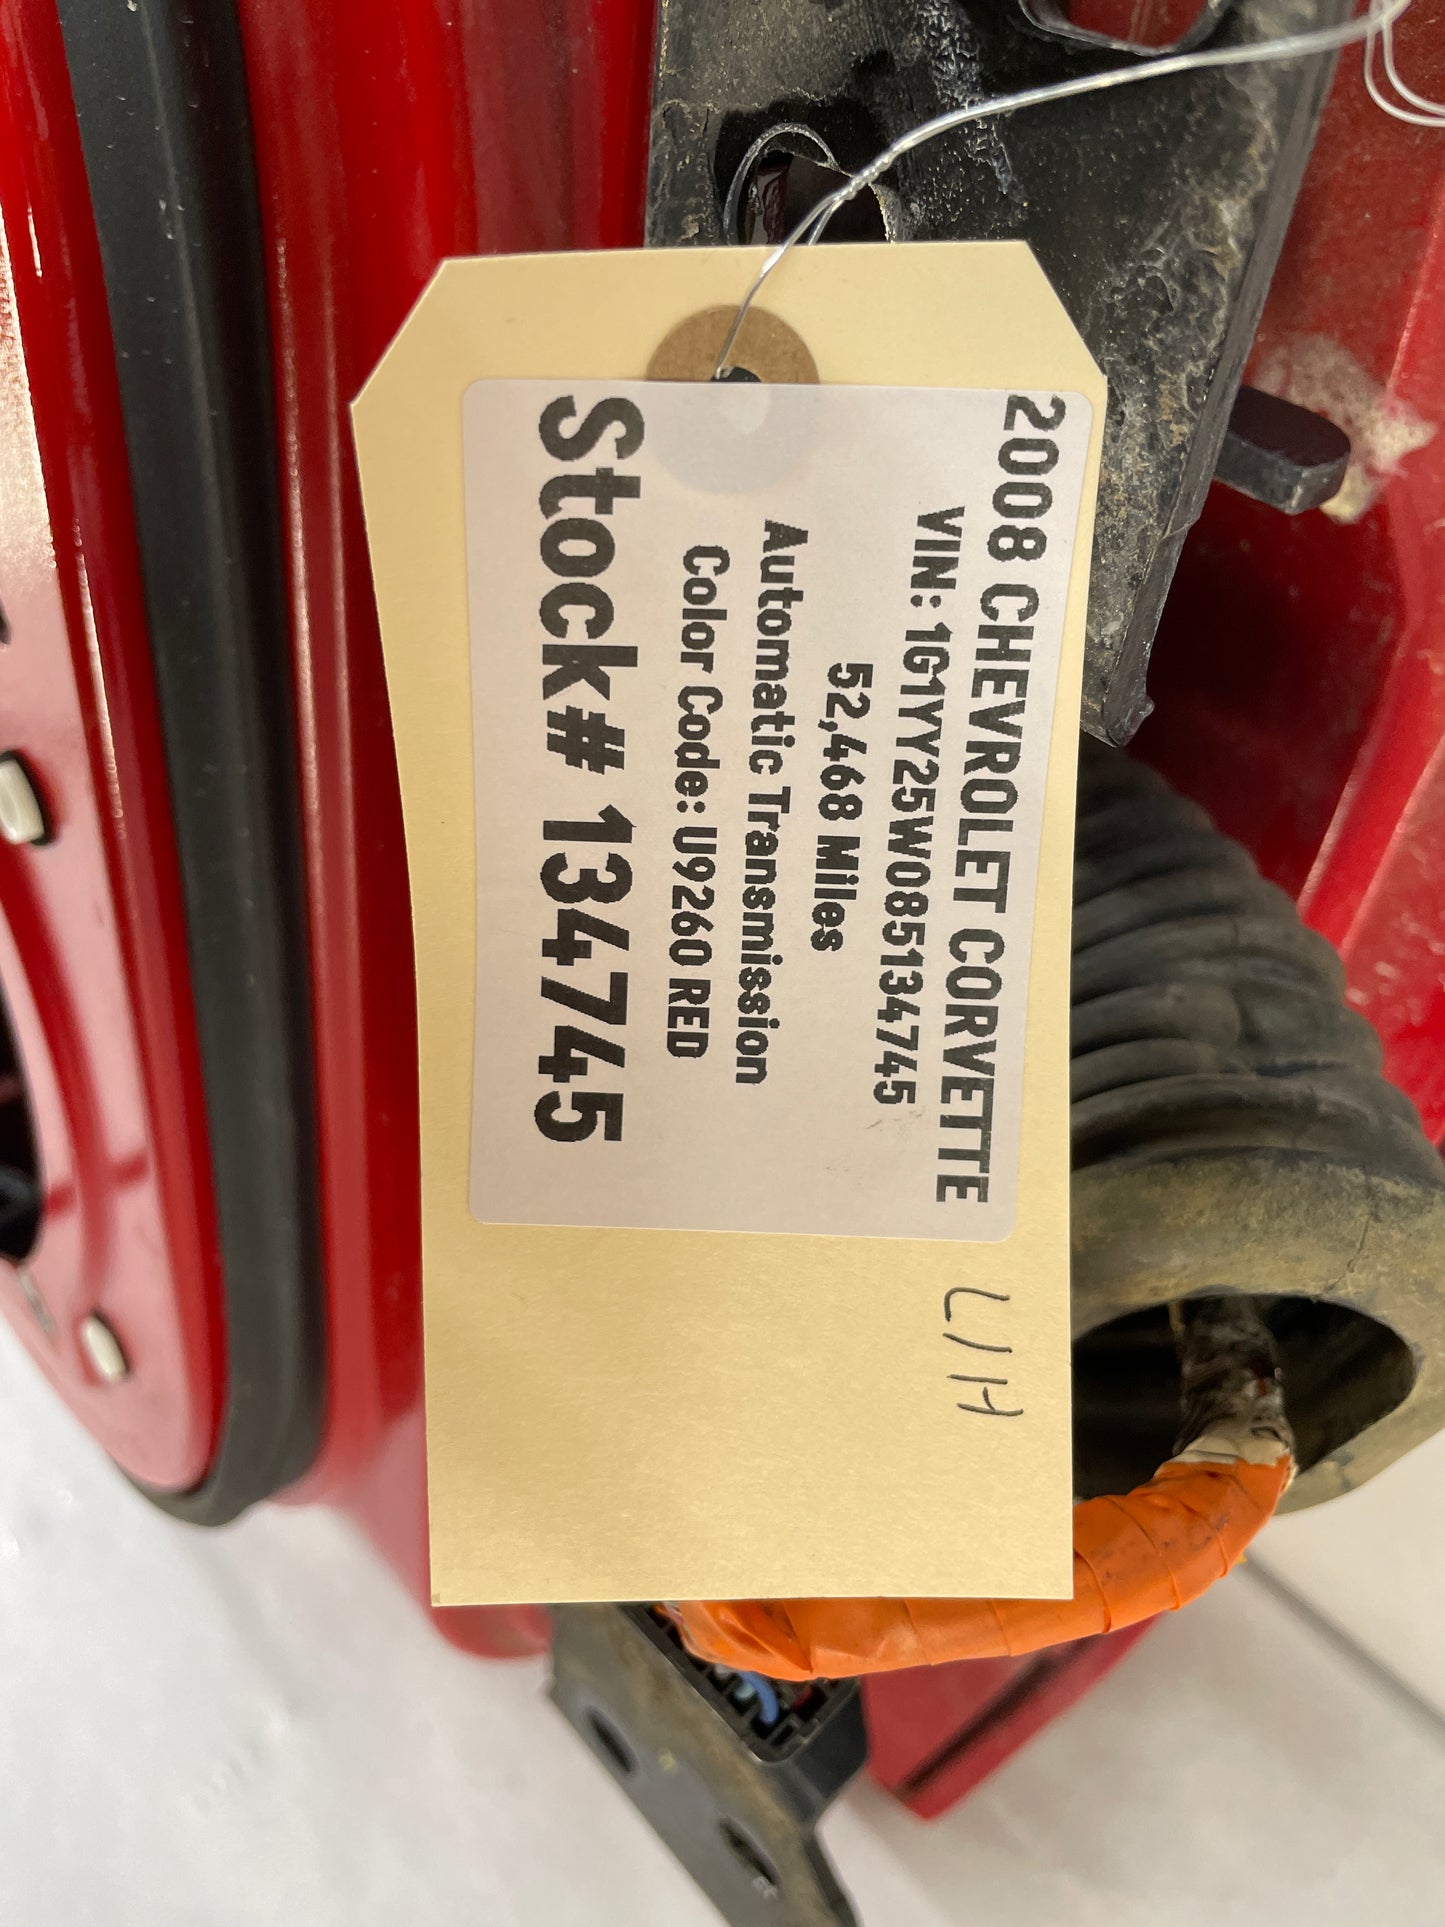 2008 CHEVROLET CORVETTE
VIN: 1G1YY25W085134745
52,468 Miles
Automatic Transmission
Color Code: U9260 RED
Stock# 134745
L/H